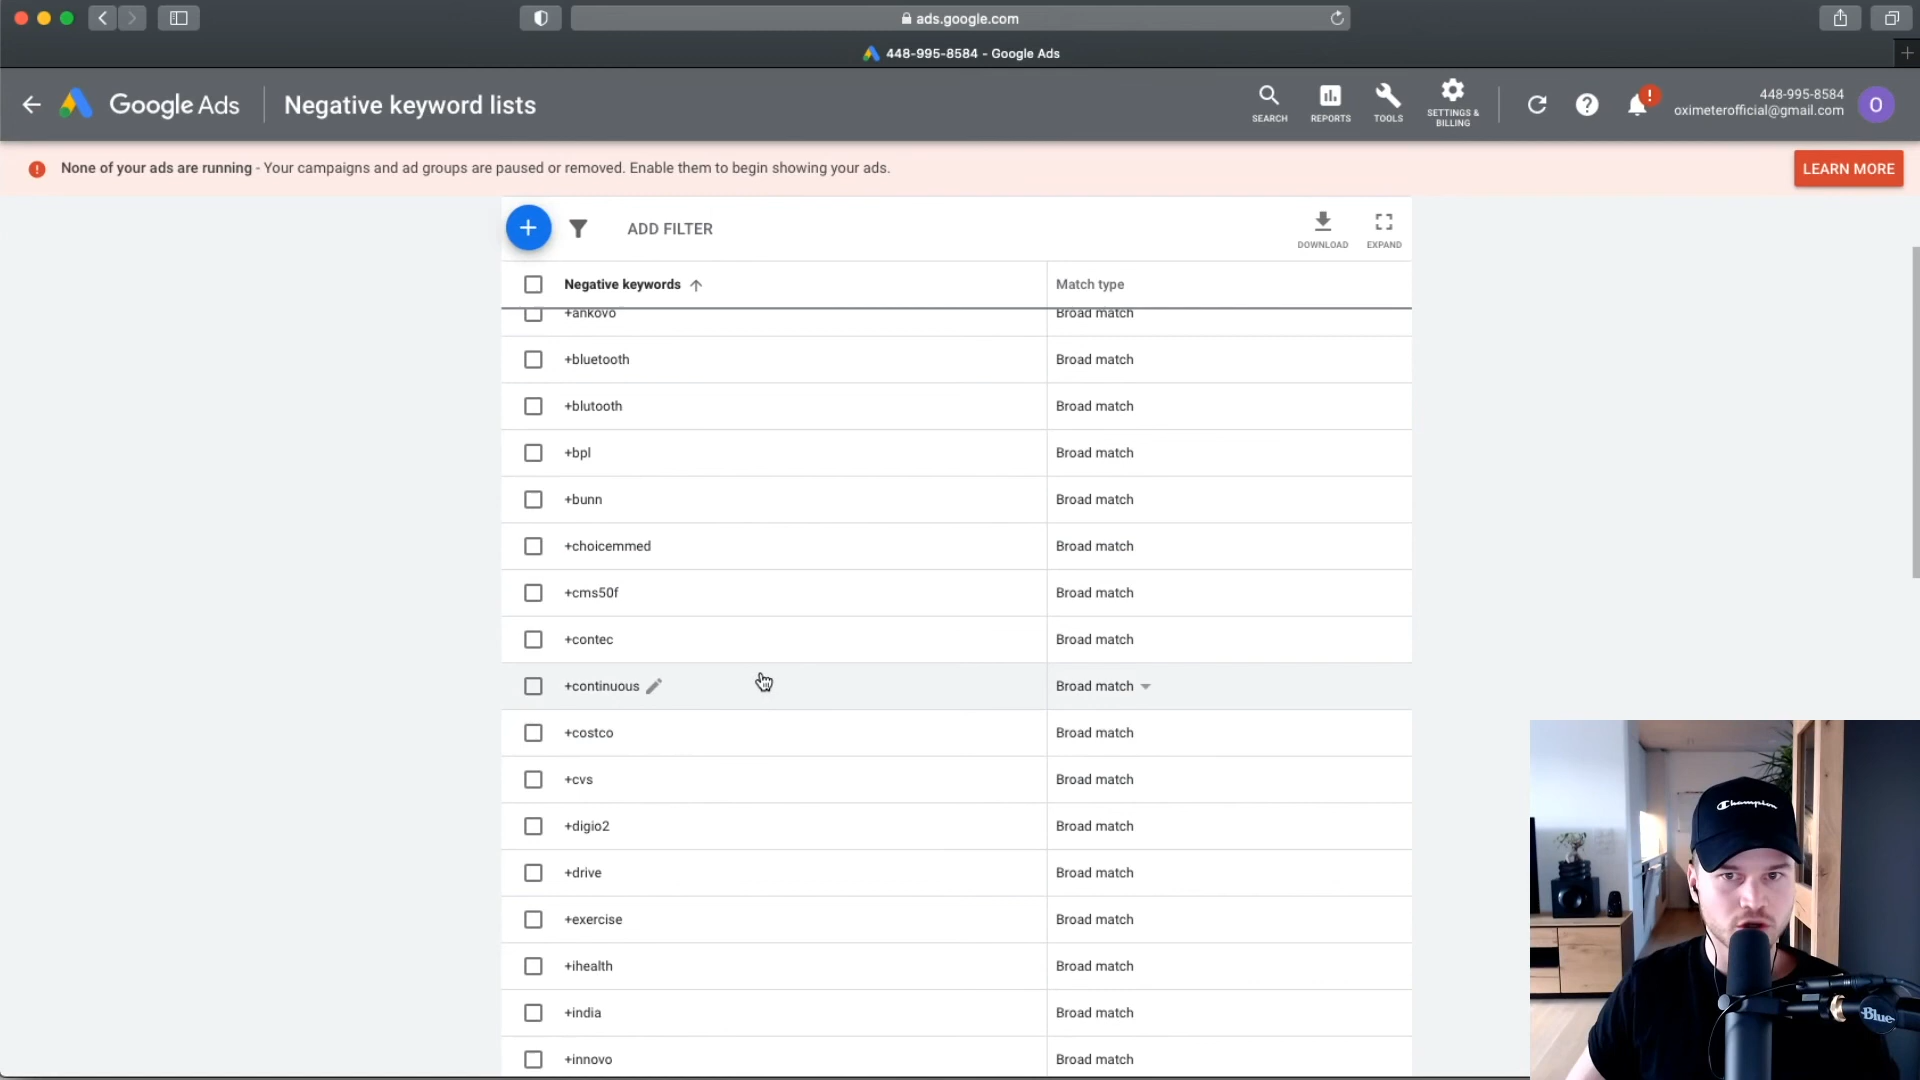 ads.google.com
448-995-8584 - Google Ads
Google Ads
Negative keyword lists
SEARCH
REPORTS
TOOLS
SETTINGS & BILLING
!
448-995-8584
oximeterofficial@gmail.com
O
None of your ads are running - Your campaigns and ad groups are paused or removed. Enable them to begin showing your ads.
LEARN MORE
ADD FILTER
DOWNLOAD
EXPAND
Negative keywords
Match type
+ankovo Broad match
+bluetooth Broad match
+blutooth Broad match
+bpl Broad match
+bunn Broad match
+choicemmed Broad match
+cms50f Broad match
+contec Broad match
+continuous Broad match
+costco Broad match
+cvs Broad match
+digio2 Broad match
+drive Broad match
+exercise Broad match
+ihealth Broad match
+india Broad match
+innovo Broad match
Champion
Blue